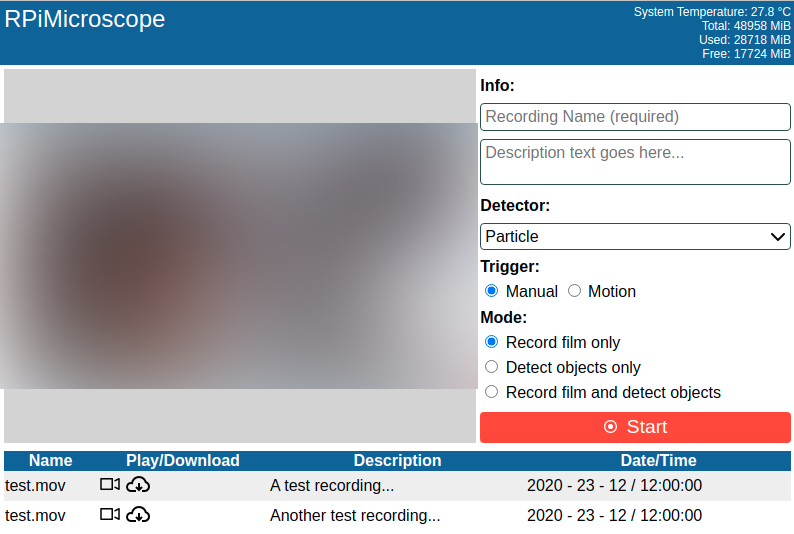 RPiMicroscope
System Temperature: 27.8 °C
Total: 48958 MiB
Used: 28718 MiB
Free: 17724 MiB
Info:
Recording Name (required)
Description text goes here...
Detector:
Particle
Trigger:
Manual Motion
Mode:
Record film only
Detect objects only
Record film and detect objects
Start
Name Play/Download Description Date/Time
test.mov A test recording... 2020 - 23 - 12 / 12:00:00
test.mov Another test recording... 2020 - 23 - 12 / 12:00:00